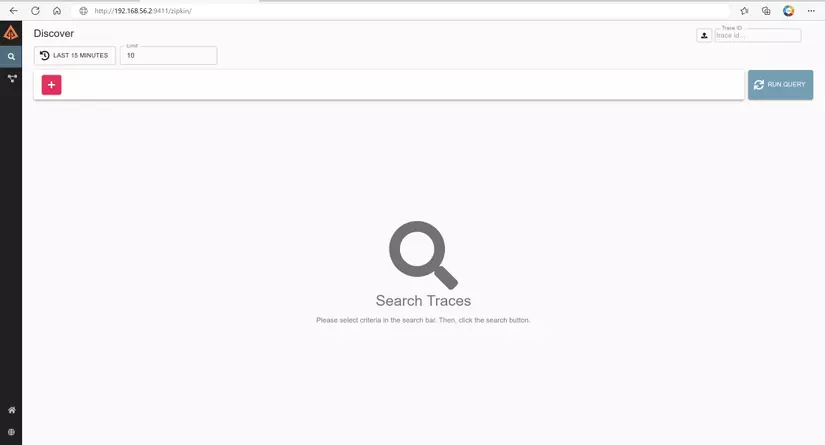 http://192.168.56.2:9411/zipkin/
Discover
Trace ID
trace id...
LAST 15 MINUTES
Limit
10
RUN QUERY
Search Traces
Please select criteria in the search bar. Then, click the search button.